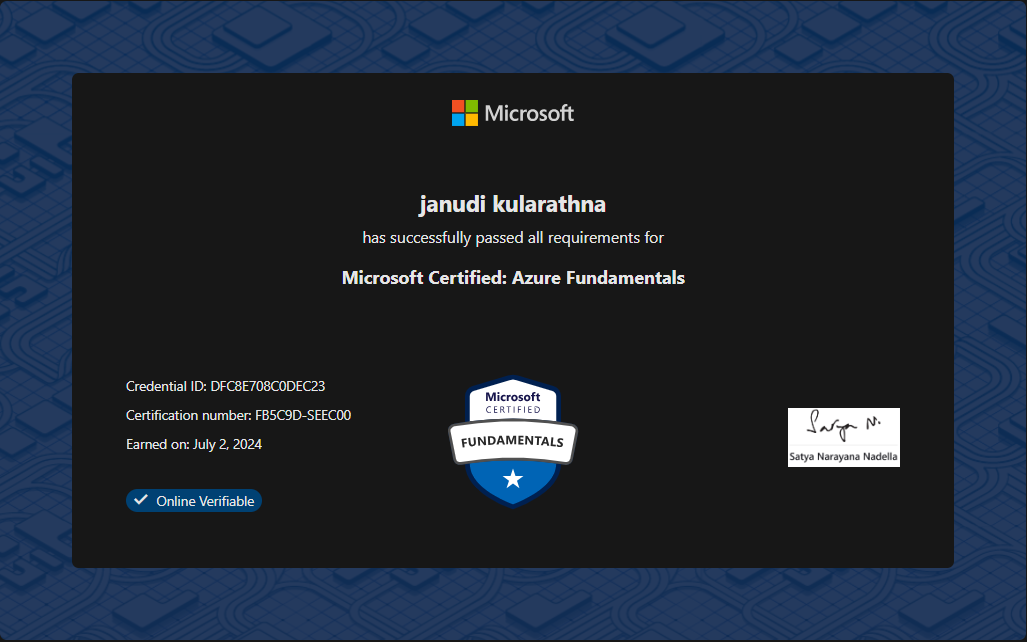 Microsoft
janudi kularathna
has successfully passed all requirements for
Microsoft Certified: Azure Fundamentals
Credential ID: DFC8E708C0DEC23
Certification number: FB5C9D-SEEC00
Earned on: July 2, 2024
Online Verifiable
Microsoft
CERTIFIED
FUNDAMENTALS
Satya N.
Satya Narayana Nadella